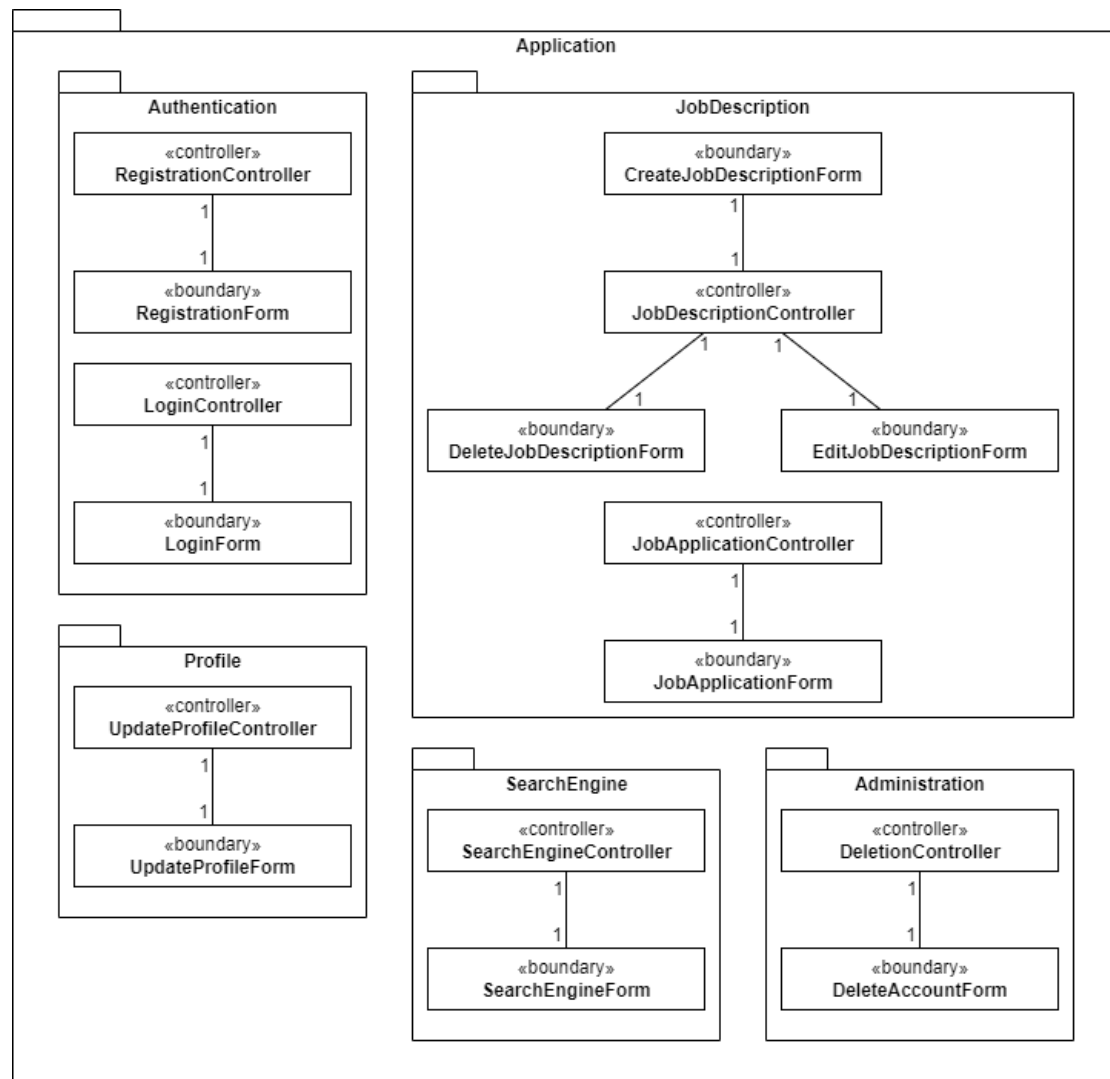 Application
Authentication
«controller»
RegistrationController
1
1
«boundary»
RegistrationForm
«controller»
LoginController
1
1
«boundary»
LoginForm
JobDescription
«boundary»
CreateJobDescriptionForm
1
1
«controller»
JobDescriptionController
1
1
1
1
«boundary»
DeleteJobDescriptionForm
«boundary»
EditJobDescriptionForm
«controller»
JobApplicationController
1
1
«boundary»
JobApplicationForm
Profile
«controller»
UpdateProfileController
1
1
«boundary»
UpdateProfileForm
SearchEngine
«controller»
SearchEngineController
1
1
«boundary»
SearchEngineForm
Administration
«controller»
DeletionController
1
1
«boundary»
DeleteAccountForm